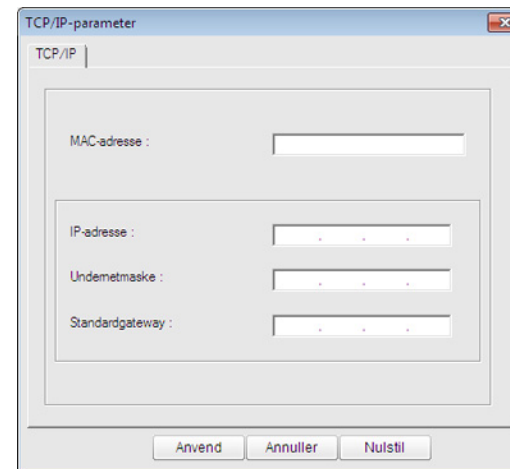 TCP/IP-parameter
TCP/IP
MAC-adresse :
IP-adresse :
Undernetmaske :
Standardgateway :
Anvend Annuller Nulstil